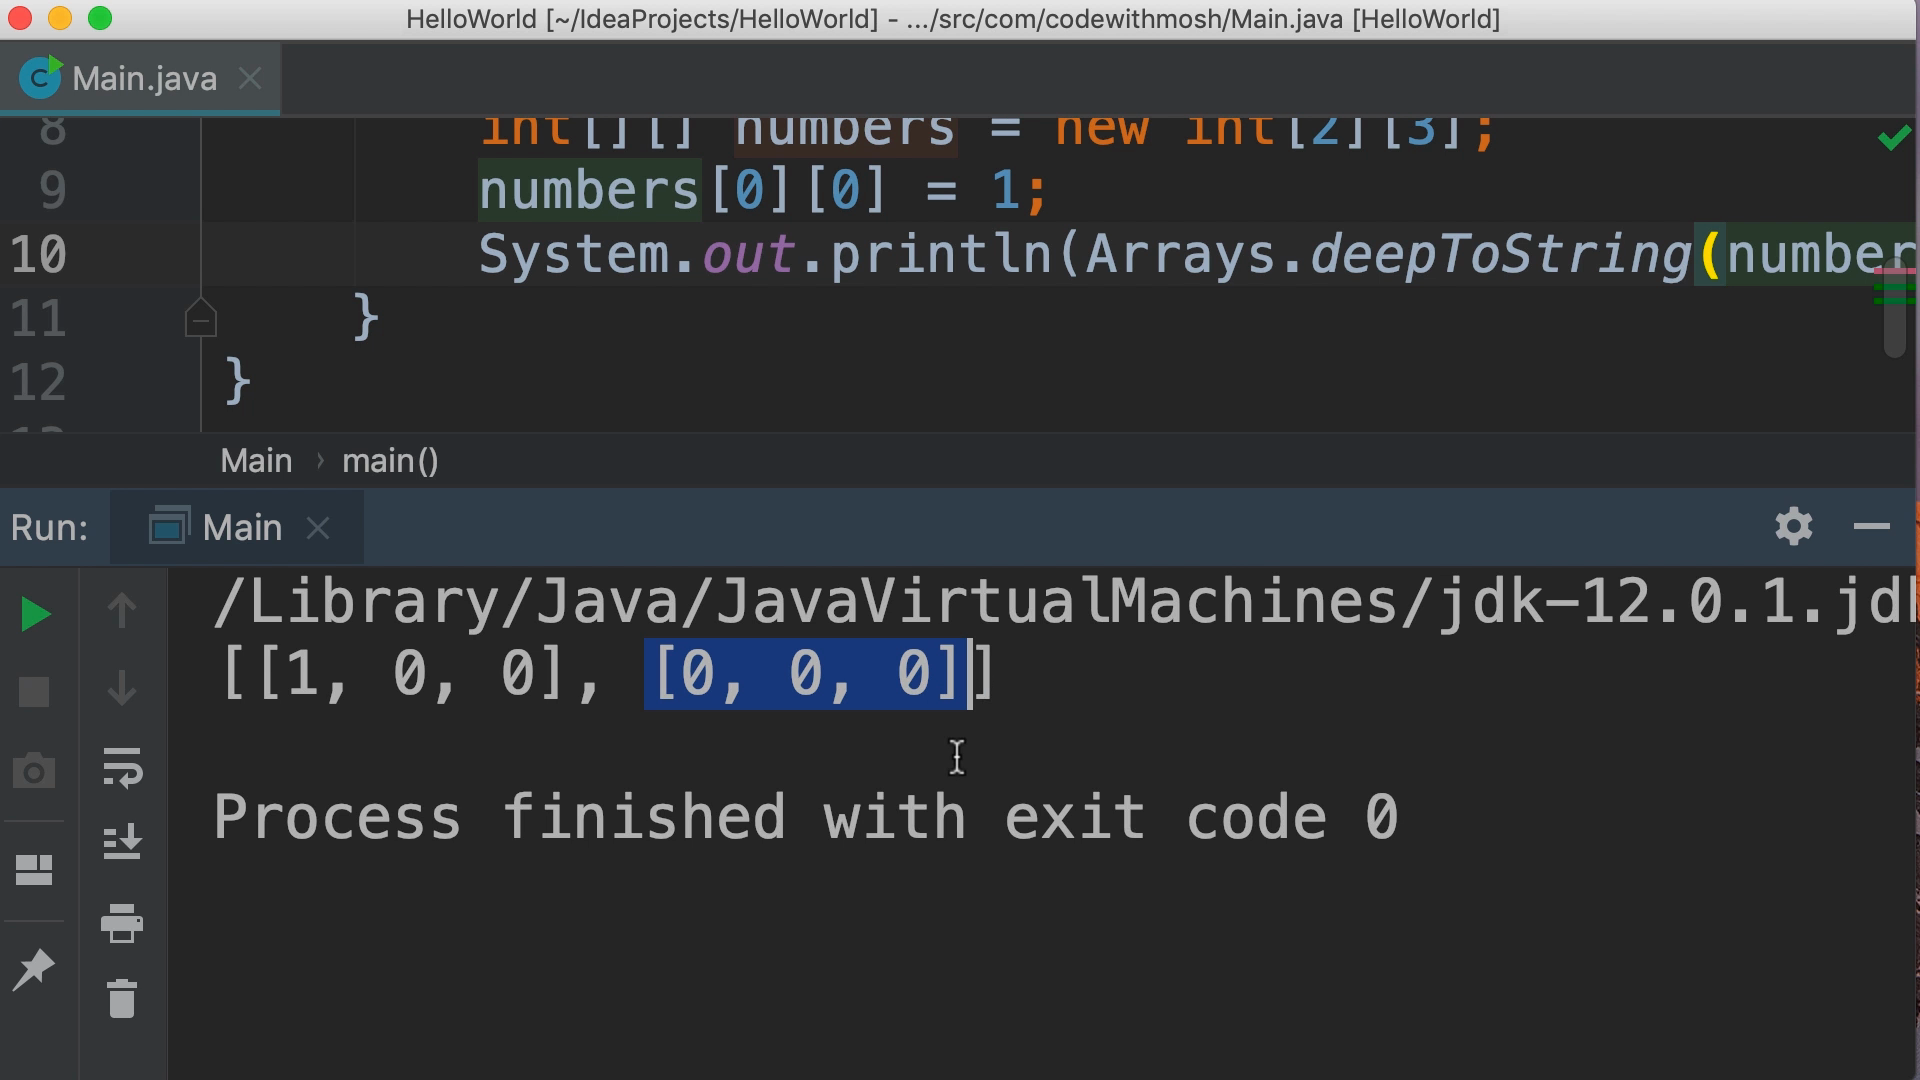 HelloWorld [~/IdeaProjects/HelloWorld] - .../src/com/codewithmosh/Main.java [HelloWorld]
Main.java
8 int[][] numbers = new int[2][3];
9 numbers[0][0] = 1;
10 System.out.println(Arrays.deepToString(number
11 }
12 }
Main › main()
Run: Main
/Library/Java/JavaVirtualMachines/jdk-12.0.1.jd
[[1, 0, 0], [0, 0, 0]]
Process finished with exit code 0